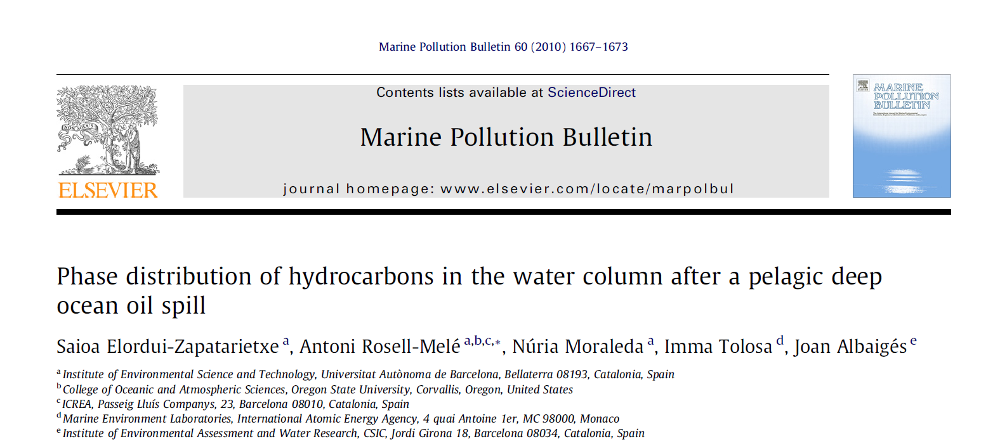 Marine Pollution Bulletin 60 (2010) 1667–1673
NON SOLUS
ELSEVIER
Contents lists available at ScienceDirect
Marine Pollution Bulletin
journal homepage: www.elsevier.com/locate/marpolbul
MARINE
POLLUTION
BULLETIN
Phase distribution of hydrocarbons in the water column after a pelagic deep
ocean oil spill
Saioa Elordui-Zapatarietxe a, Antoni Rosell-Melé a,b,c,*, Núria Moraleda a, Imma Tolosa d, Joan Albaigés e
a Institute of Environmental Science and Technology, Universitat Autònoma de Barcelona, Bellaterra 08193, Catalonia, Spain
b College of Oceanic and Atmospheric Sciences, Oregon State University, Corvallis, Oregon, United States
c ICREA, Passeig Lluís Companys, 23, Barcelona 08010, Catalonia, Spain
d Marine Environment Laboratories, International Atomic Energy Agency, 4 quai Antoine 1er, MC 98000, Monaco
e Institute of Environmental Assessment and Water Research, CSIC, Jordi Girona 18, Barcelona 08034, Catalonia, Spain